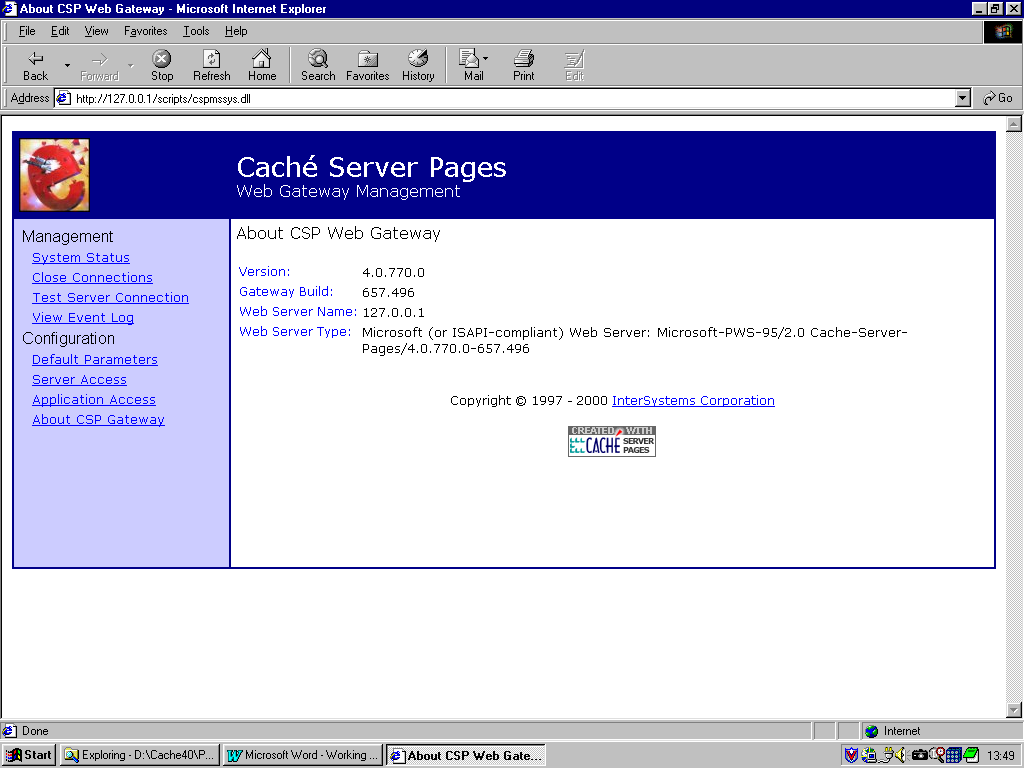 About CSP Web Gateway - Microsoft Internet Explorer
File Edit View Favorites Tools Help
Back Forward Stop Refresh Home Search Favorites History Mail Print Edit
Address http://127.0.0.1/scripts/cspmssys.dll Go
Caché Server Pages
Web Gateway Management
Management
System Status
Close Connections
Test Server Connection
View Event Log
Configuration
Default Parameters
Server Access
Application Access
About CSP Gateway
About CSP Web Gateway
Version: 4.0.770.0
Gateway Build: 657.496
Web Server Name: 127.0.0.1
Web Server Type: Microsoft (or ISAPI-compliant) Web Server: Microsoft-PWS-95/2.0 Cache-Server-
Pages/4.0.770.0-657.496
Copyright © 1997 - 2000 InterSystems Corporation
CREATED WITH
CACHÉ SERVER
PAGES
Done Internet
Start Exploring - D:\Cache40\P... Microsoft Word - Working ... About CSP Web Gate... 13:49